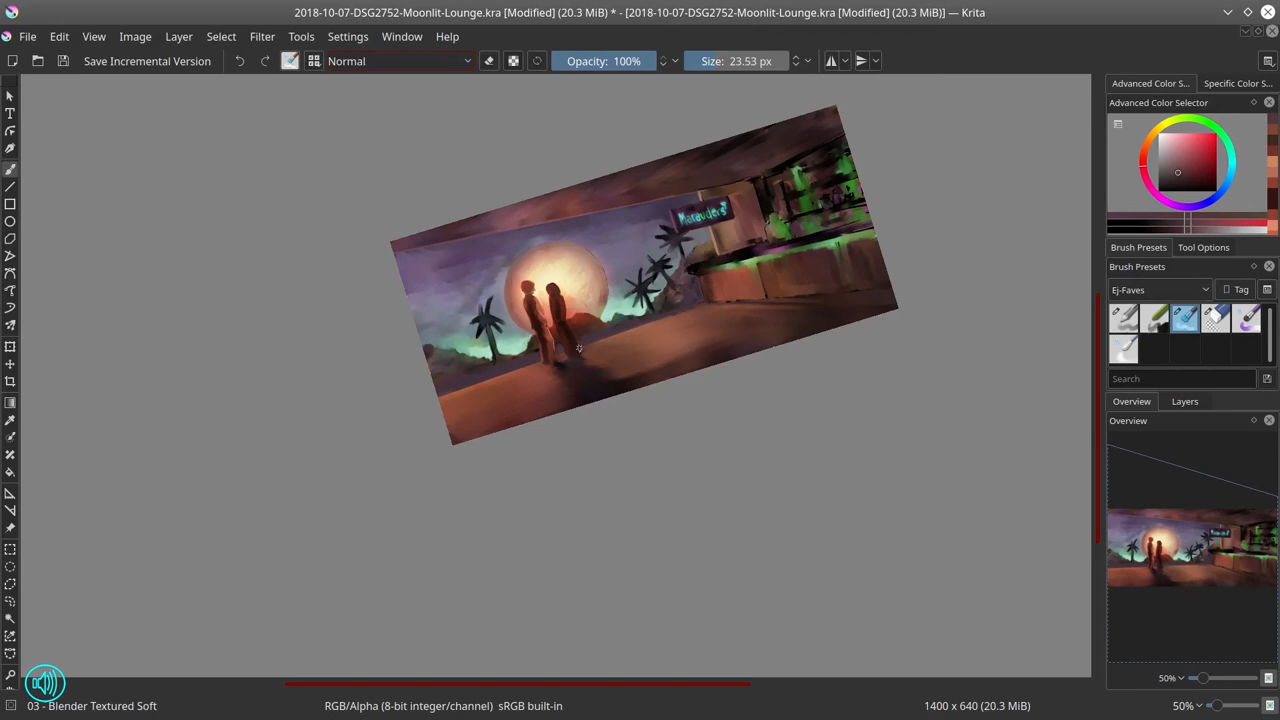 2018-10-07-DSG2752-Moonlit-Lounge.kra [Modified] (20.3 MiB) * - [2018-10-07-DSG2752-Moonlit-Lounge.kra [Modified] (20.3 MiB)] — Krita
File Edit View Image Layer Select Filter Tools Settings Window Help
Save Incremental Version Normal Opacity: 100% Size: 23.53 px
Advanced Color S... Specific Color S...
Advanced Color Selector
Marauders
Brush Presets Tool Options
Brush Presets
Ej-Faves Tag
Search
Overview Layers
Overview
50%
03 - Blender Textured Soft RGB/Alpha (8-bit integer/channel) sRGB built-in 1400 x 640 (20.3 MiB) 50%